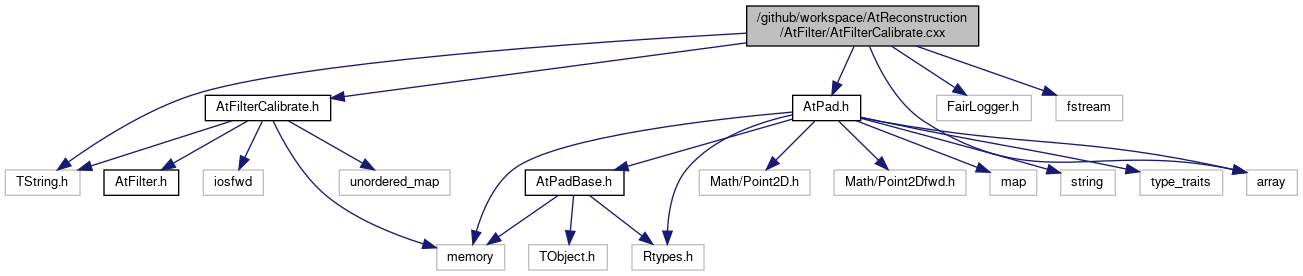 /github/workspace/AtReconstruction
/AtFilter/AtFilterCalibrate.cxx
AtFilterCalibrate.h
AtPad.h
FairLogger.h
fstream
TString.h
AtFilter.h
iosfwd
unordered_map
AtPadBase.h
Math/Point2D.h
Math/Point2Dfwd.h
map
string
type_traits
array
memory
TObject.h
Rtypes.h